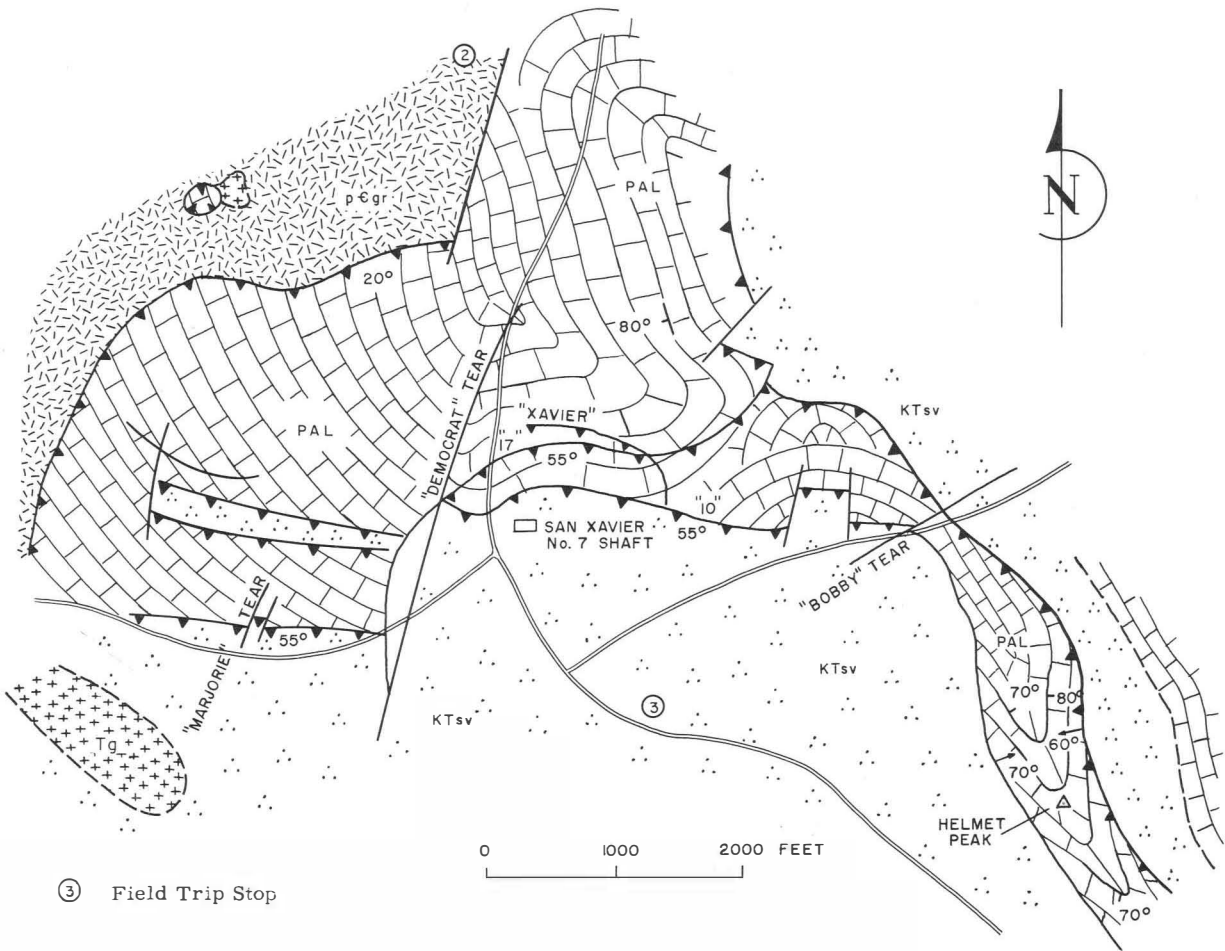 ②
N
PAL
p€gr
20°
80°
"DEMOCRAT" TEAR
"XAVIER"
KTsv
PAL
"7"
55°
"10"
SAN XAVIER
No. 7 SHAFT
55°
"BOBBY" TEAR
"MARJORIE" TEAR
55°
PAL
KTsv
70°
80°
③
KTsv
Tg
60°
70°
HELMET
PEAK
0 1000 2000 FEET
③ Field Trip Stop
70°